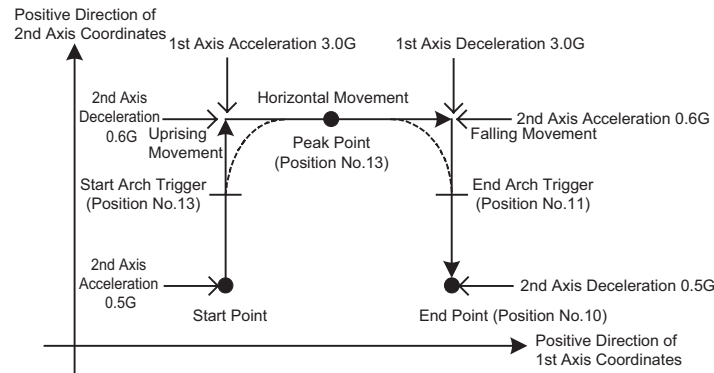 Positive Direction of
2nd Axis Coordinates
1st Axis Acceleration 3.0G
1st Axis Deceleration 3.0G
2nd Axis
Deceleration
0.6G
Uprising
Movement
Horizontal Movement
Peak Point
(Position No.13)
2nd Axis Acceleration 0.6G
Falling Movement
Start Arch Trigger
(Position No.13)
End Arch Trigger
(Position No.11)
2nd Axis
Acceleration
0.5G
Start Point
2nd Axis Deceleration 0.5G
End Point (Position No.10)
Positive Direction of
1st Axis Coordinates